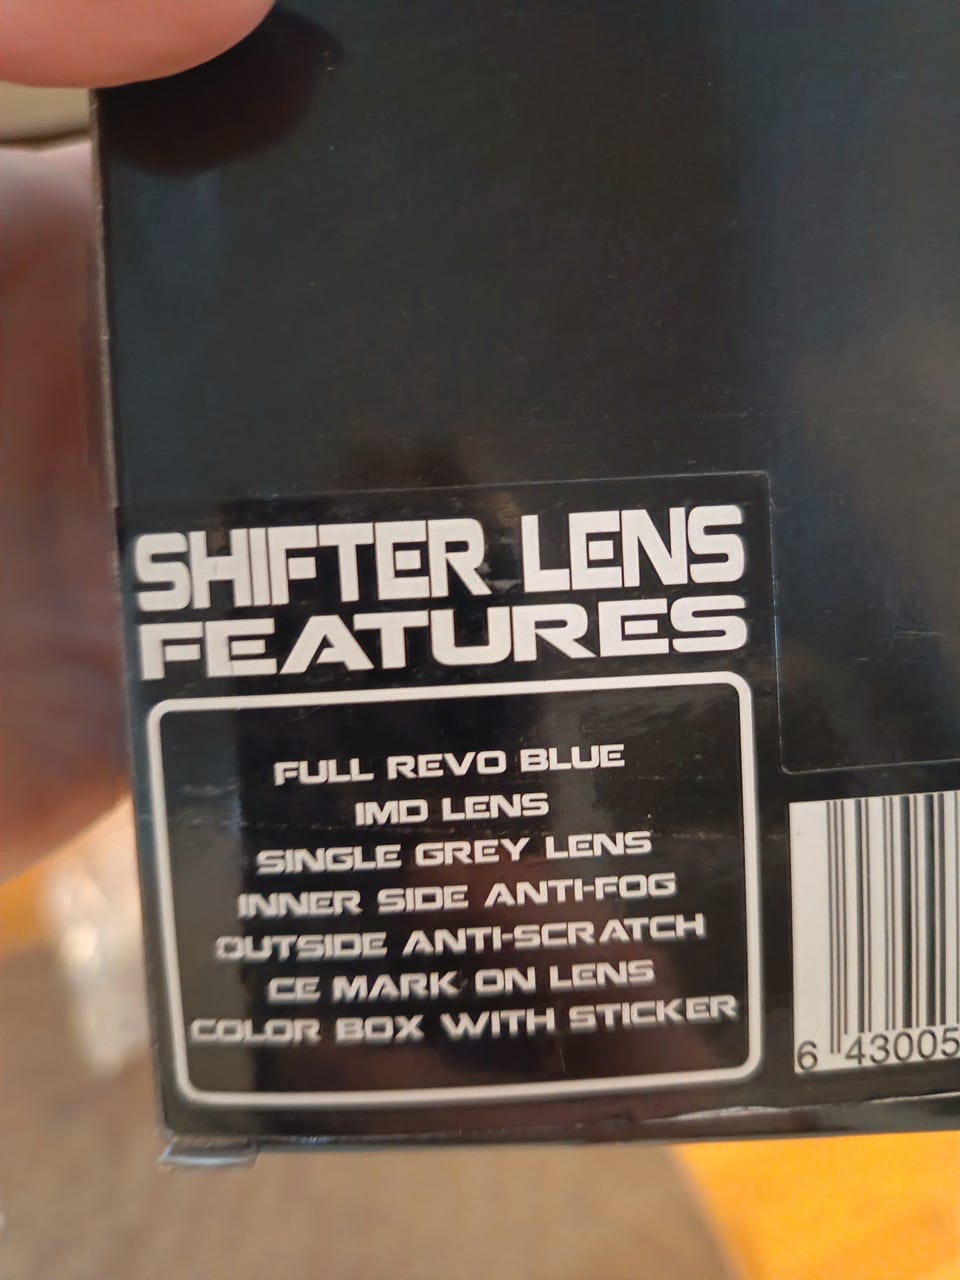 SHIFTER LENS
FEATURES
FULL REVO BLUE
IMD LENS
SINGLE GREY LENS
INNER SIDE ANTI-FOG
OUTSIDE ANTI-SCRATCH
CE MARK ON LENS
COLOR BOX WITH STICKER
6 43005